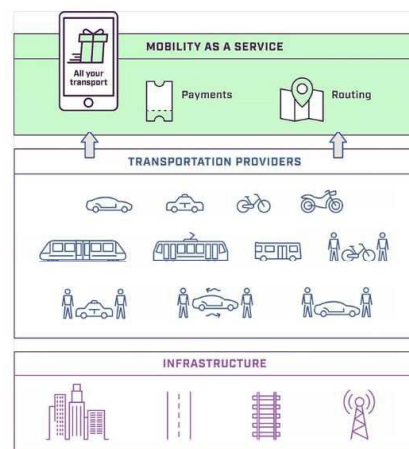 MOBILITY AS A SERVICE
All your
transport
Payments
Routing
TRANSPORTATION PROVIDERS
INFRASTRUCTURE